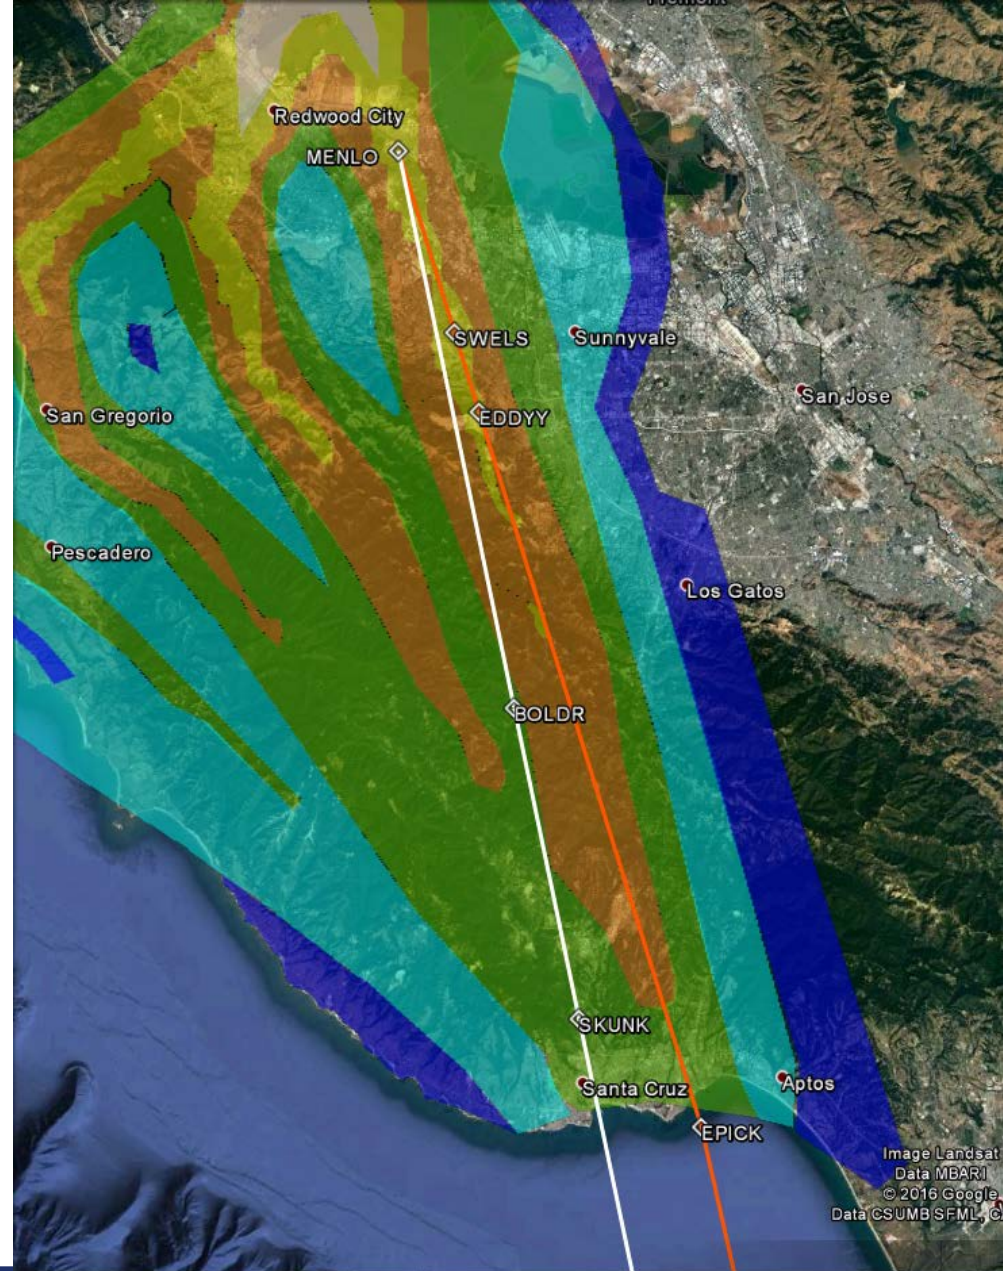 Fremont
Redwood City
MENLO
SWELS
Sunnyvale
San Jose
San Gregorio
EDDYY
Pescadero
Los Gatos
BOLDR
SKUNK
Santa Cruz
Aptos
EPICK
Image Landsat
Data MBARI
© 2016 Google
Data CSUMB SFML, C